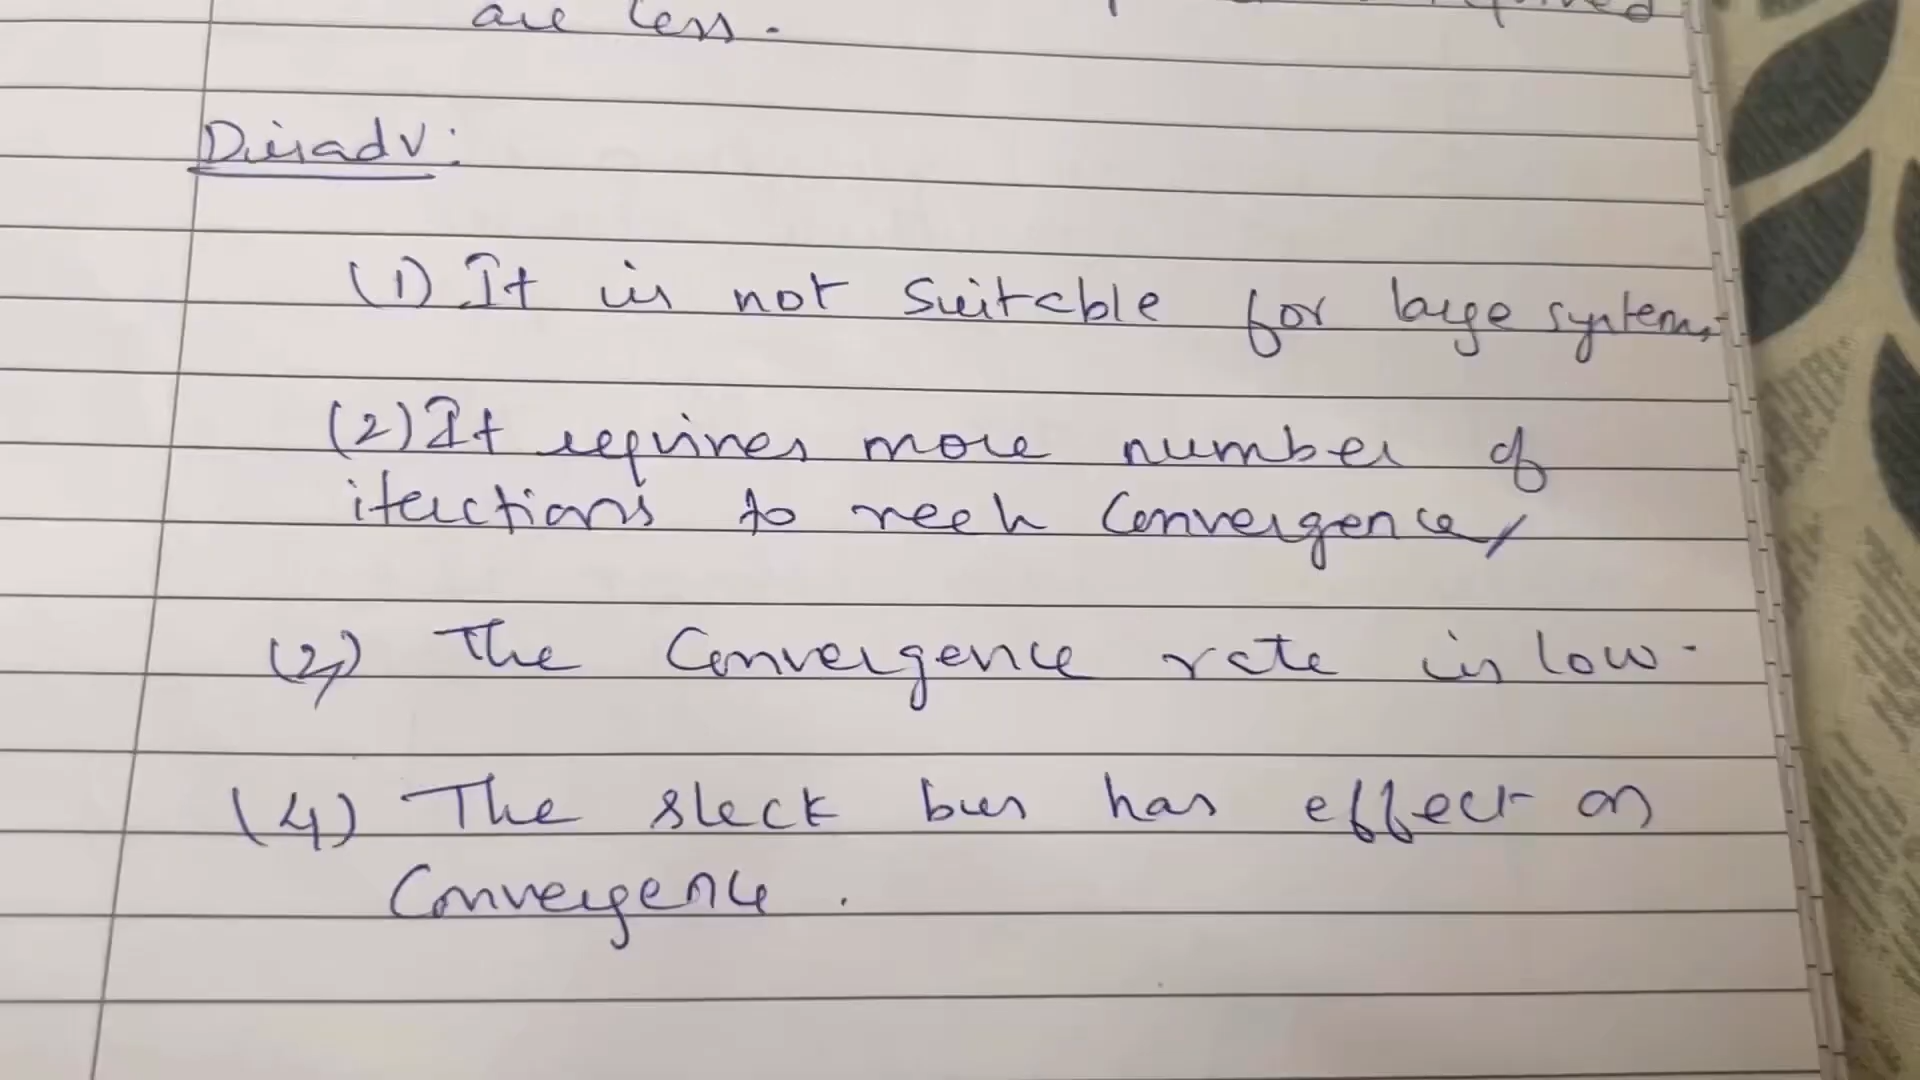 are less.
Disadv:
(1) It is not suitable for large systems
(2) It requires more number of
iterations to reach Convergence,
(3) The Convergence rate is low.
(4) The slack bus has effect on
Convergence.